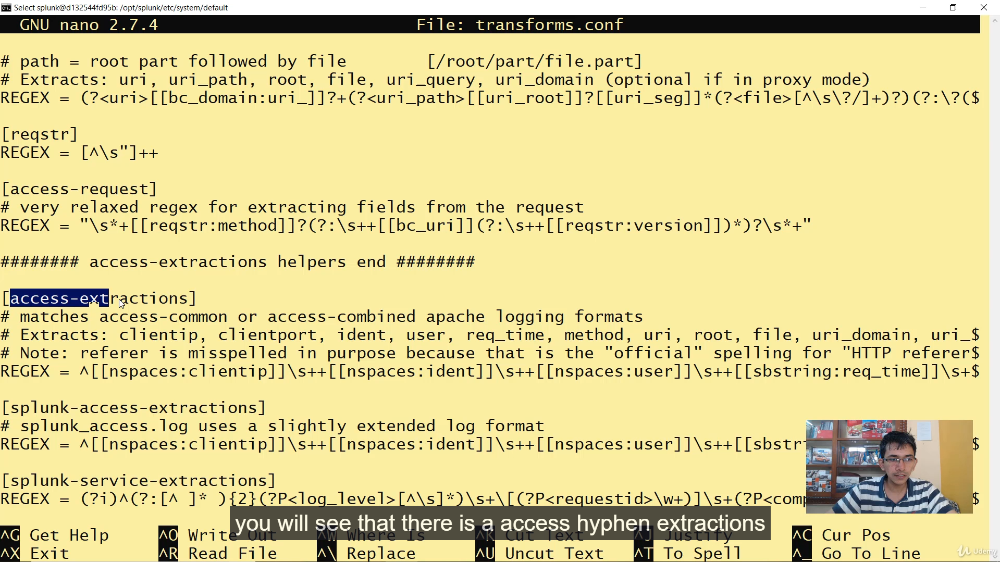 Select splunk@d132544fd95b: /opt/splunk/etc/system/default
GNU nano 2.7.4 File: transforms.conf
# path = root part followed by file [/root/part/file.part]
# Extracts: uri, uri_path, root, file, uri_query, uri_domain (optional if in proxy mode)
REGEX = (?<uri>[[bc_domain:uri_]]?+(?<uri_path>[[uri_root]]?[[uri_seg]]*(?<file>[^\s\?/]+)?)(?:\?($
[reqstr]
REGEX = [^\s"]++
[access-request]
# very relaxed regex for extracting fields from the request
REGEX = "\s*+[[reqstr:method]]?(?:\s++[[bc_uri]](?:\s++[[reqstr:version]])*)?\s*+"
######## access-extractions helpers end ########
[access-extractions]
# matches access-common or access-combined apache logging formats
# Extracts: clientip, clientport, ident, user, req_time, method, uri, root, file, uri_domain, uri_$
# Note: referer is misspelled in purpose because that is the "official" spelling for "HTTP referer$
REGEX = ^[[nspaces:clientip]]\s++[[nspaces:ident]]\s++[[nspaces:user]]\s++[[sbstring:req_time]]\s+$
[splunk-access-extractions]
# splunk_access.log uses a slightly extended log format
REGEX = ^[[nspaces:clientip]]\s++[[nspaces:ident]]\s++[[nspaces:user]]\s++[[sbstr $
[splunk-service-extractions]
REGEX = (?i)^(?:[^ ]* ){2}(?P<log_level>[^\s]*)\s+\[(?P<requestid>\w+)]\s+(?P<comp $
you will see that there is a access hyphen extractions
^G Get Help ^O Write Out ^W Where Is ^K Cut Text ^J Justify ^C Cur Pos
^X Exit ^R Read File ^\ Replace ^U Uncut Text ^T To Spell ^_ Go To Line
Udemy